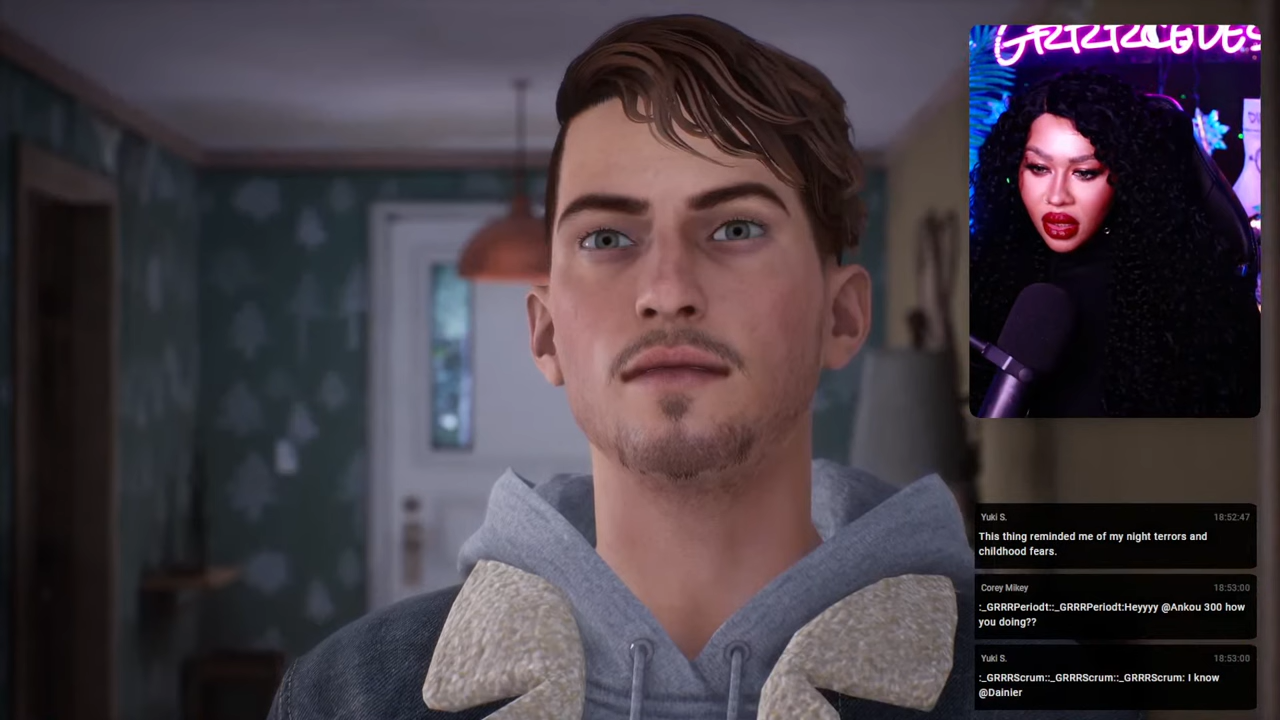 GRRRCODES
Yuki S. 18:52:47
This thing reminded me of my night terrors and
childhood fears.
Corey Mikey 18:53:00
:_GRRRPeriodt::_GRRRPeriodt:Heyyyy @Ankou 300 how
you doing??
Yuki S. 18:53:00
:_GRRRScrum::_GRRRScrum::_GRRRScrum: I know
@Dainier